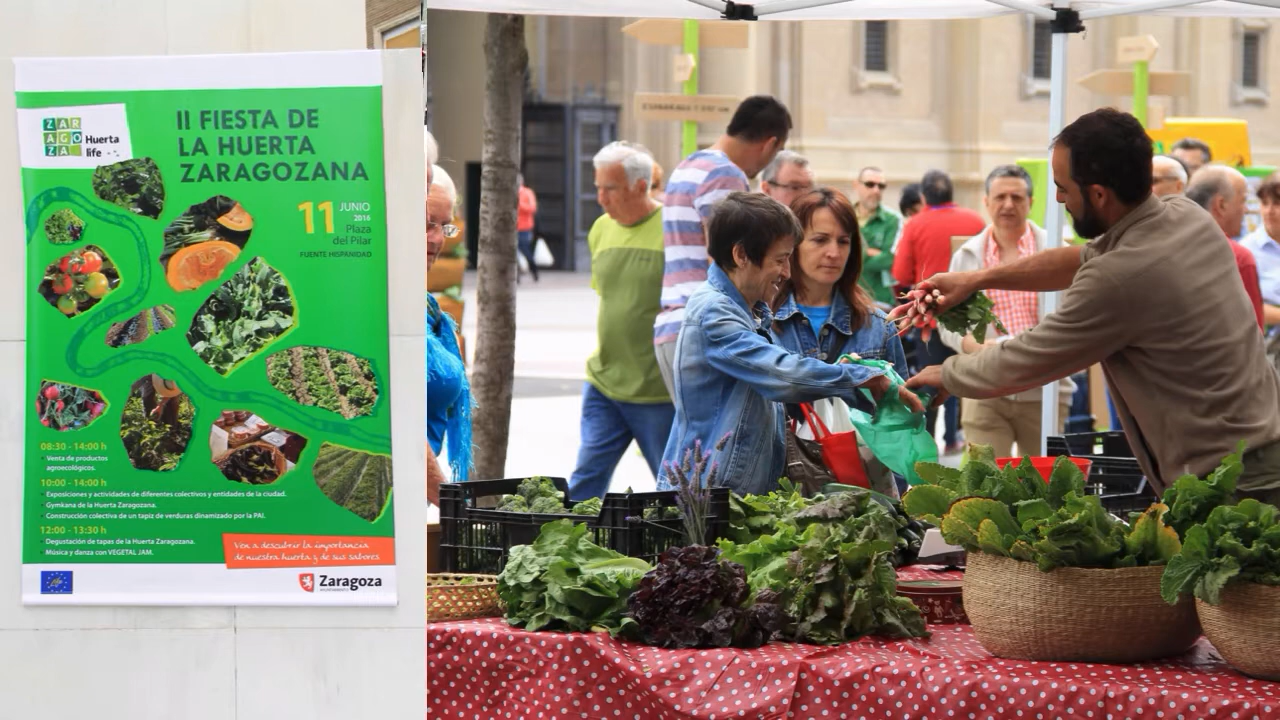 ZAR
AGO
ZA
Huerta
life
II FIESTA DE
LA HUERTA
ZARAGOZANA
11 JUNIO
2016
Plaza
del Pilar
FUENTE HISPANIDAD
08:30 - 14:00 h
• Venta de productos
agroecológicos.
10:00 - 14:00 h
• Exposiciones y actividades de diferentes colectivos y entidades de la ciudad.
• Gymkana de la Huerta Zaragozana.
• Construcción colectiva de un tapiz de verduras dinamizado por la PAI.
12:00 - 13:30 h
• Degustación de tapas de la Huerta Zaragozana.
• Música y danza con VEGETAL JAM.
Ven a descubrir la importancia
de nuestra huerta y de sus sabores
Zaragoza
AYUNTAMIENTO